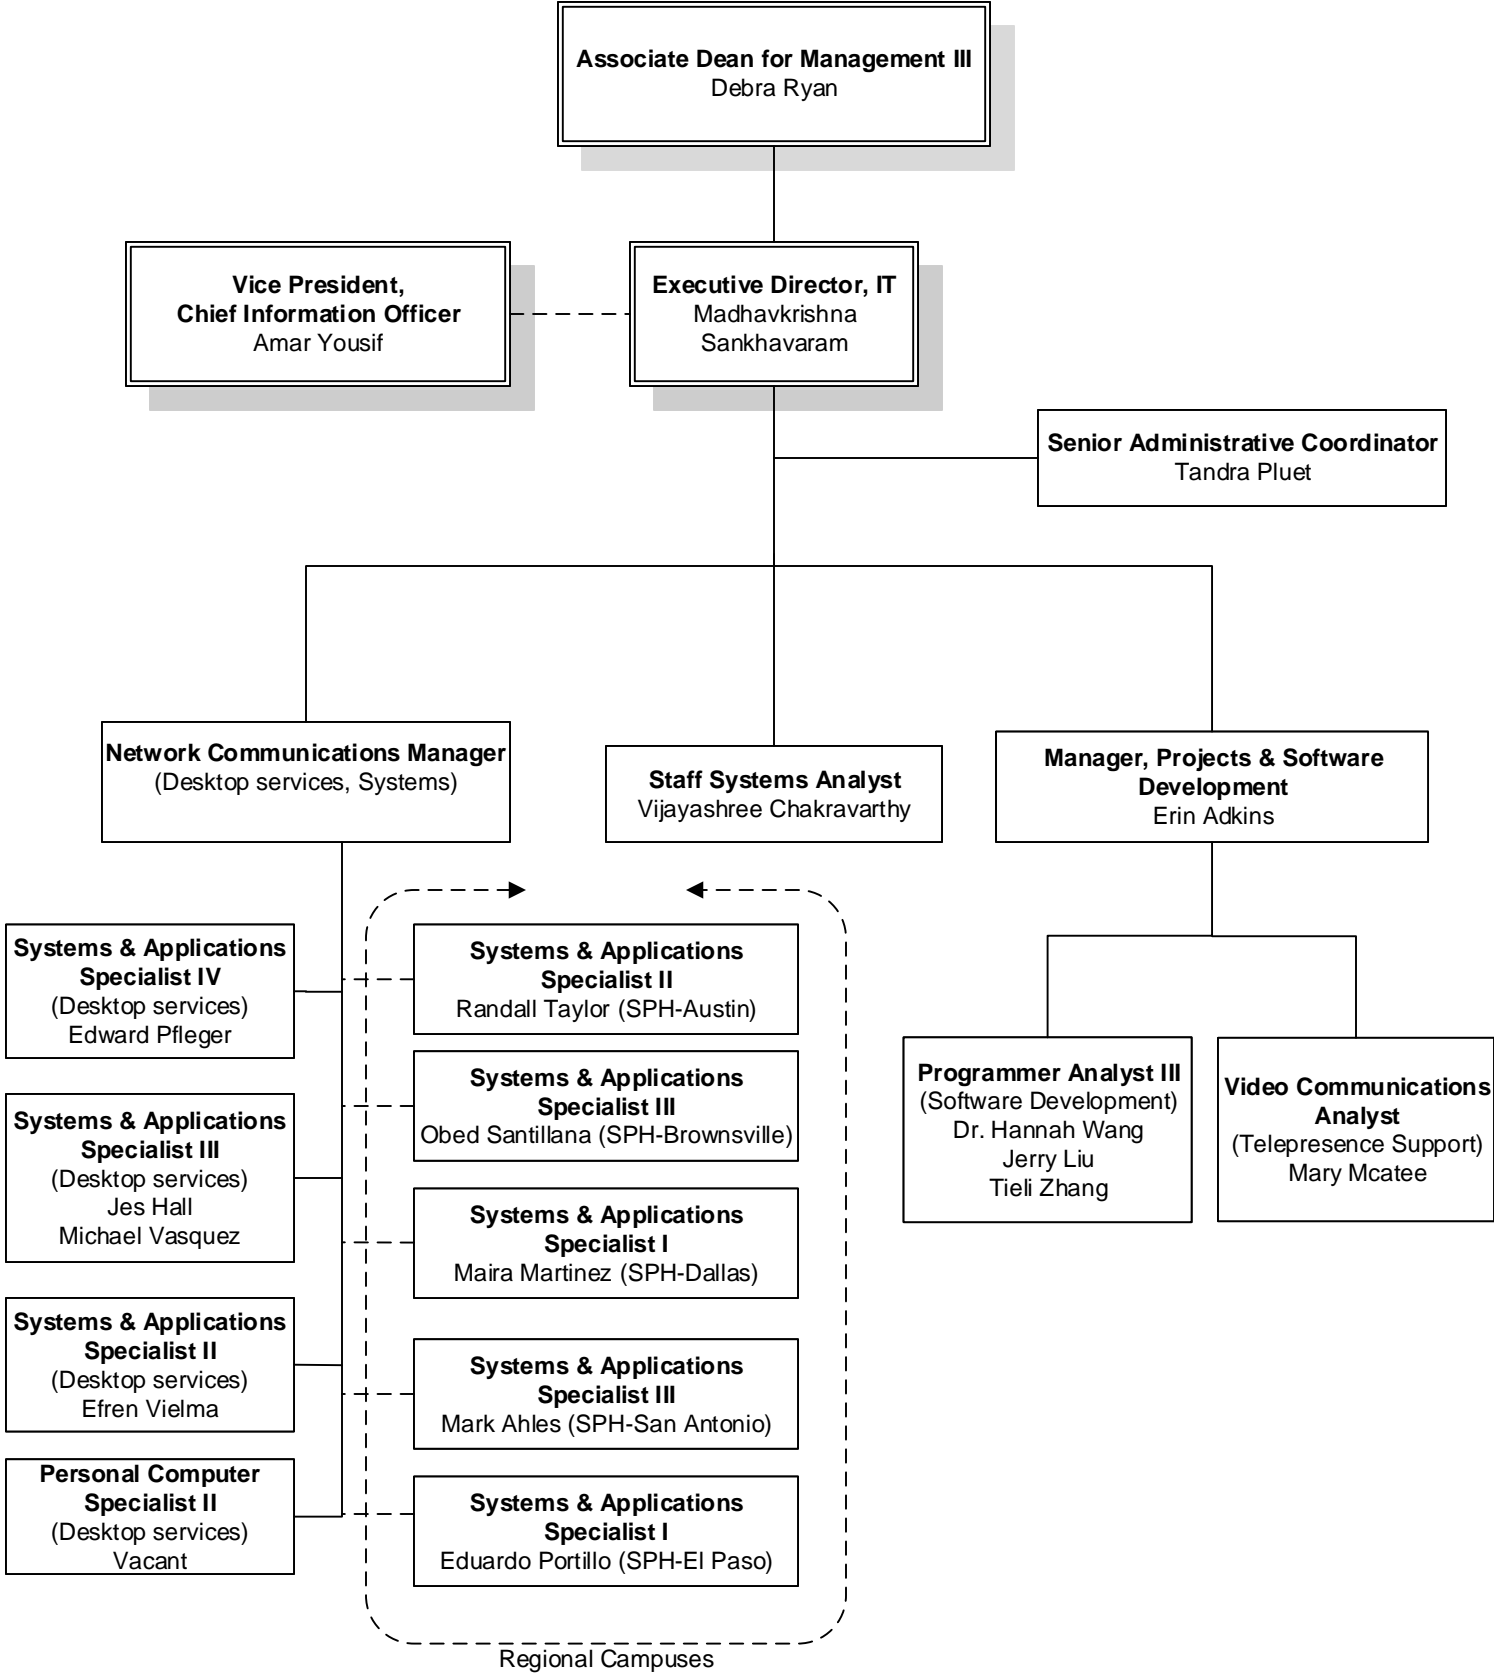 Associate Dean for Management III
Debra Ryan
Vice President,
Chief Information Officer
Amar Yousif
Executive Director, IT
Madhavkrishna
Sankhavaram
Senior Administrative Coordinator
Tandra Pluet
Network Communications Manager
(Desktop services, Systems)
Staff Systems Analyst
Vijayashree Chakravarthy
Manager, Projects & Software
Development
Erin Adkins
Systems & Applications
Specialist IV
(Desktop services)
Edward Pfleger
Systems & Applications
Specialist III
(Desktop services)
Jes Hall
Michael Vasquez
Systems & Applications
Specialist II
(Desktop services)
Efren Vielma
Personal Computer
Specialist II
(Desktop services)
Vacant
Systems & Applications
Specialist II
Randall Taylor (SPH-Austin)
Systems & Applications
Specialist III
Obed Santillana (SPH-Brownsville)
Systems & Applications
Specialist I
Maira Martinez (SPH-Dallas)
Systems & Applications
Specialist III
Mark Ahles (SPH-San Antonio)
Systems & Applications
Specialist I
Eduardo Portillo (SPH-El Paso)
Regional Campuses
Programmer Analyst III
(Software Development)
Dr. Hannah Wang
Jerry Liu
Tieli Zhang
Video Communications
Analyst
(Telepresence Support)
Mary Mcatee